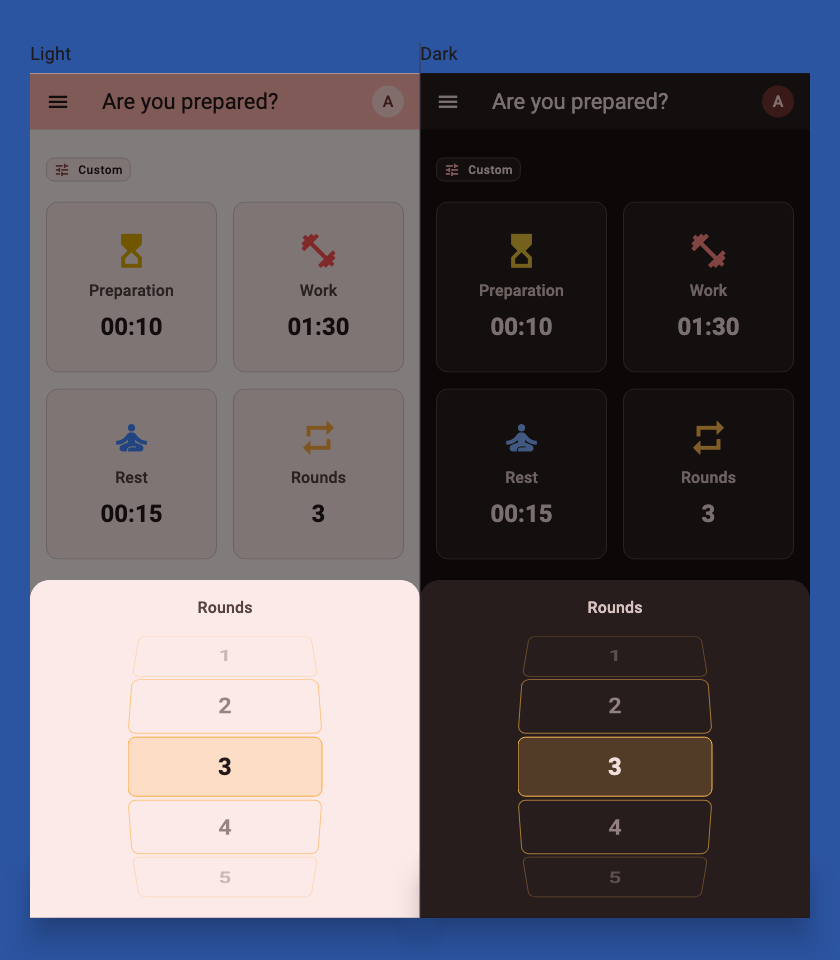 Light
Are you prepared?
A
Custom
Preparation
00:10
Work
01:30
Rest
00:15
Rounds
3
Rounds
1
2
3
4
5
Dark
Are you prepared?
A
Custom
Preparation
00:10
Work
01:30
Rest
00:15
Rounds
3
Rounds
1
2
3
4
5